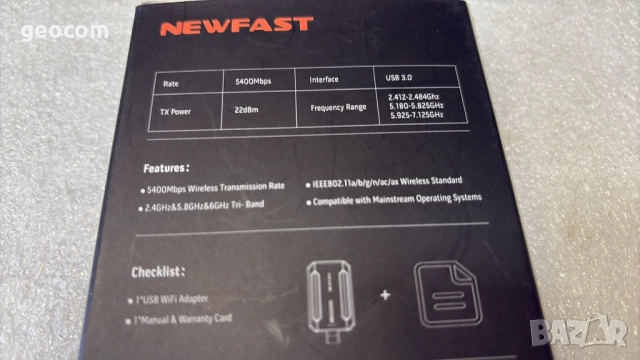 geocom
NEWFAST
Rate 5400Mbps Interface USB 3.0
TX Power 22dBm Frequency Range 2.412-2.484Ghz
5.180-5.825GHz
5.925-7.125GHz
Features:
• 5400Mbps Wireless Transmission Rate
• IEEE802.11a/b/g/n/ac/ax Wireless Standard
• 2.4GHz&5.8GHz&6GHz Tri- Band
• Compatible with Mainstream Operating Systems
Checklist:
• 1*USB WiFi Adapter
• 1*Manual & Warranty Card
+
BAZAR